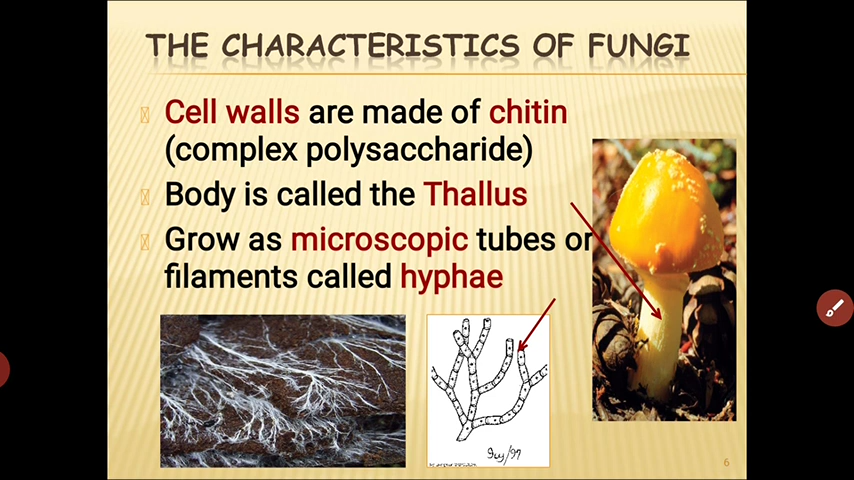 THE CHARACTERISTICS OF FUNGI
Cell walls are made of chitin
(complex polysaccharide)
Body is called the Thallus
Grow as microscopic tubes or
filaments called hyphae
6